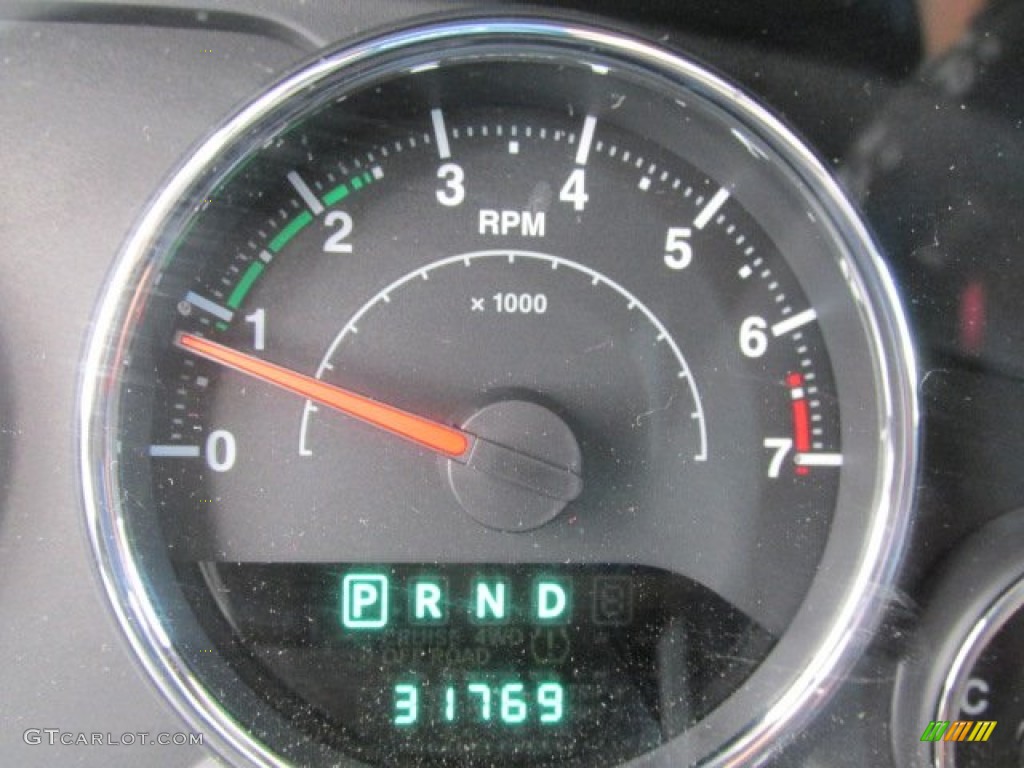 3 4
2 5
RPM
× 1000
1 6
0 7
P R N D
CRUISE 4WD
OFF ROAD
31769
C
GTCARLOT.COM